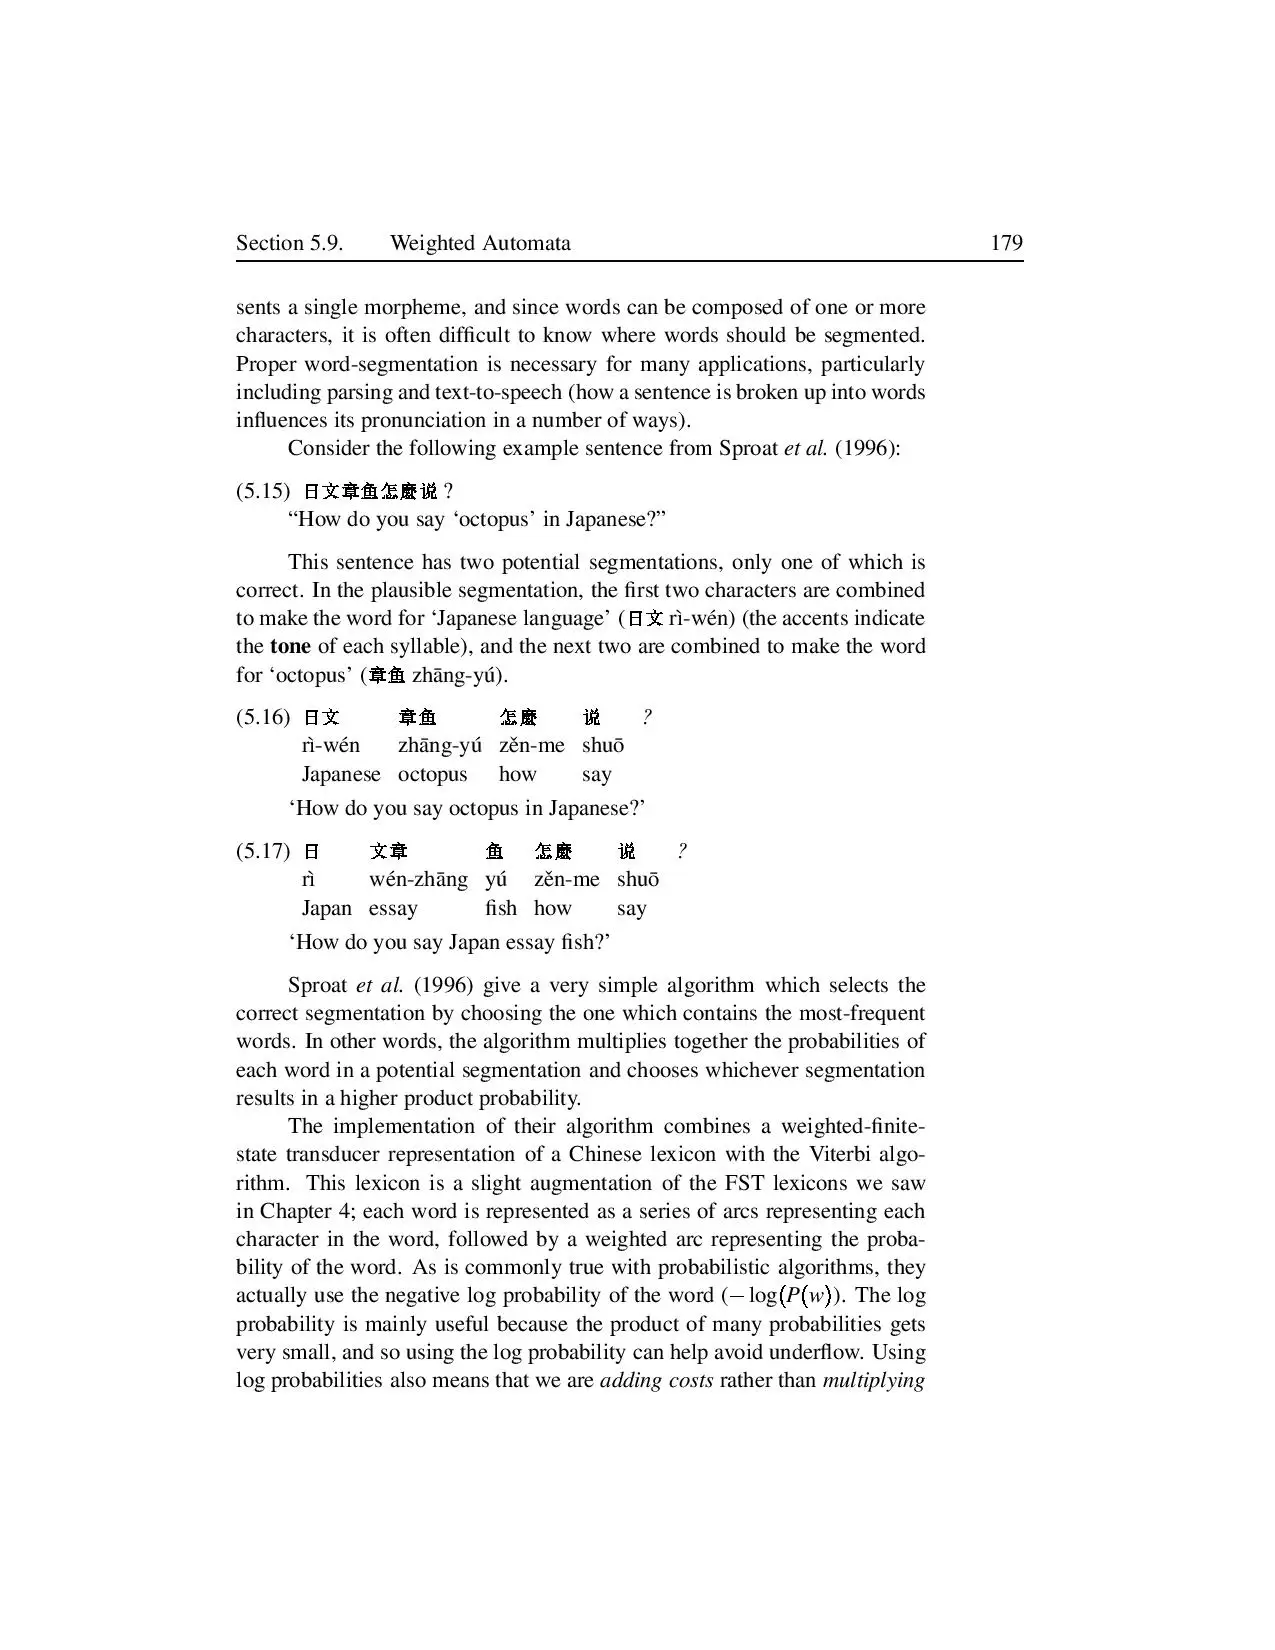 Section 5.9. Weighted Automata 179
sents a single morpheme, and since words can be composed of one or more
characters, it is often difficult to know where words should be segmented.
Proper word-segmentation is necessary for many applications, particularly
including parsing and text-to-speech (how a sentence is broken up into words
influences its pronunciation in a number of ways).
Consider the following example sentence from Sproat et al. (1996):
(5.15) 日文章鱼怎麼说 ?
“How do you say ‘octopus’ in Japanese?”
This sentence has two potential segmentations, only one of which is
correct. In the plausible segmentation, the first two characters are combined
to make the word for ‘Japanese language’ (日文 rì-wén) (the accents indicate
the tone of each syllable), and the next two are combined to make the word
for ‘octopus’ (章鱼 zhāng-yú).
(5.16) 日文 章鱼 怎麼 说 ?
rì-wén zhāng-yú zěn-me shuō
Japanese octopus how say
‘How do you say octopus in Japanese?’
(5.17) 日 文章 鱼 怎麼 说 ?
rì wén-zhāng yú zěn-me shuō
Japan essay fish how say
‘How do you say Japan essay fish?’
Sproat et al. (1996) give a very simple algorithm which selects the
correct segmentation by choosing the one which contains the most-frequent
words. In other words, the algorithm multiplies together the probabilities of
each word in a potential segmentation and chooses whichever segmentation
results in a higher product probability.
The implementation of their algorithm combines a weighted-finite-
state transducer representation of a Chinese lexicon with the Viterbi algo-
rithm. This lexicon is a slight augmentation of the FST lexicons we saw
in Chapter 4; each word is represented as a series of arcs representing each
character in the word, followed by a weighted arc representing the proba-
bility of the word. As is commonly true with probabilistic algorithms, they
actually use the negative log probability of the word (− log(P(w)). The log
probability is mainly useful because the product of many probabilities gets
very small, and so using the log probability can help avoid underflow. Using
log probabilities also means that we are adding costs rather than multiplying